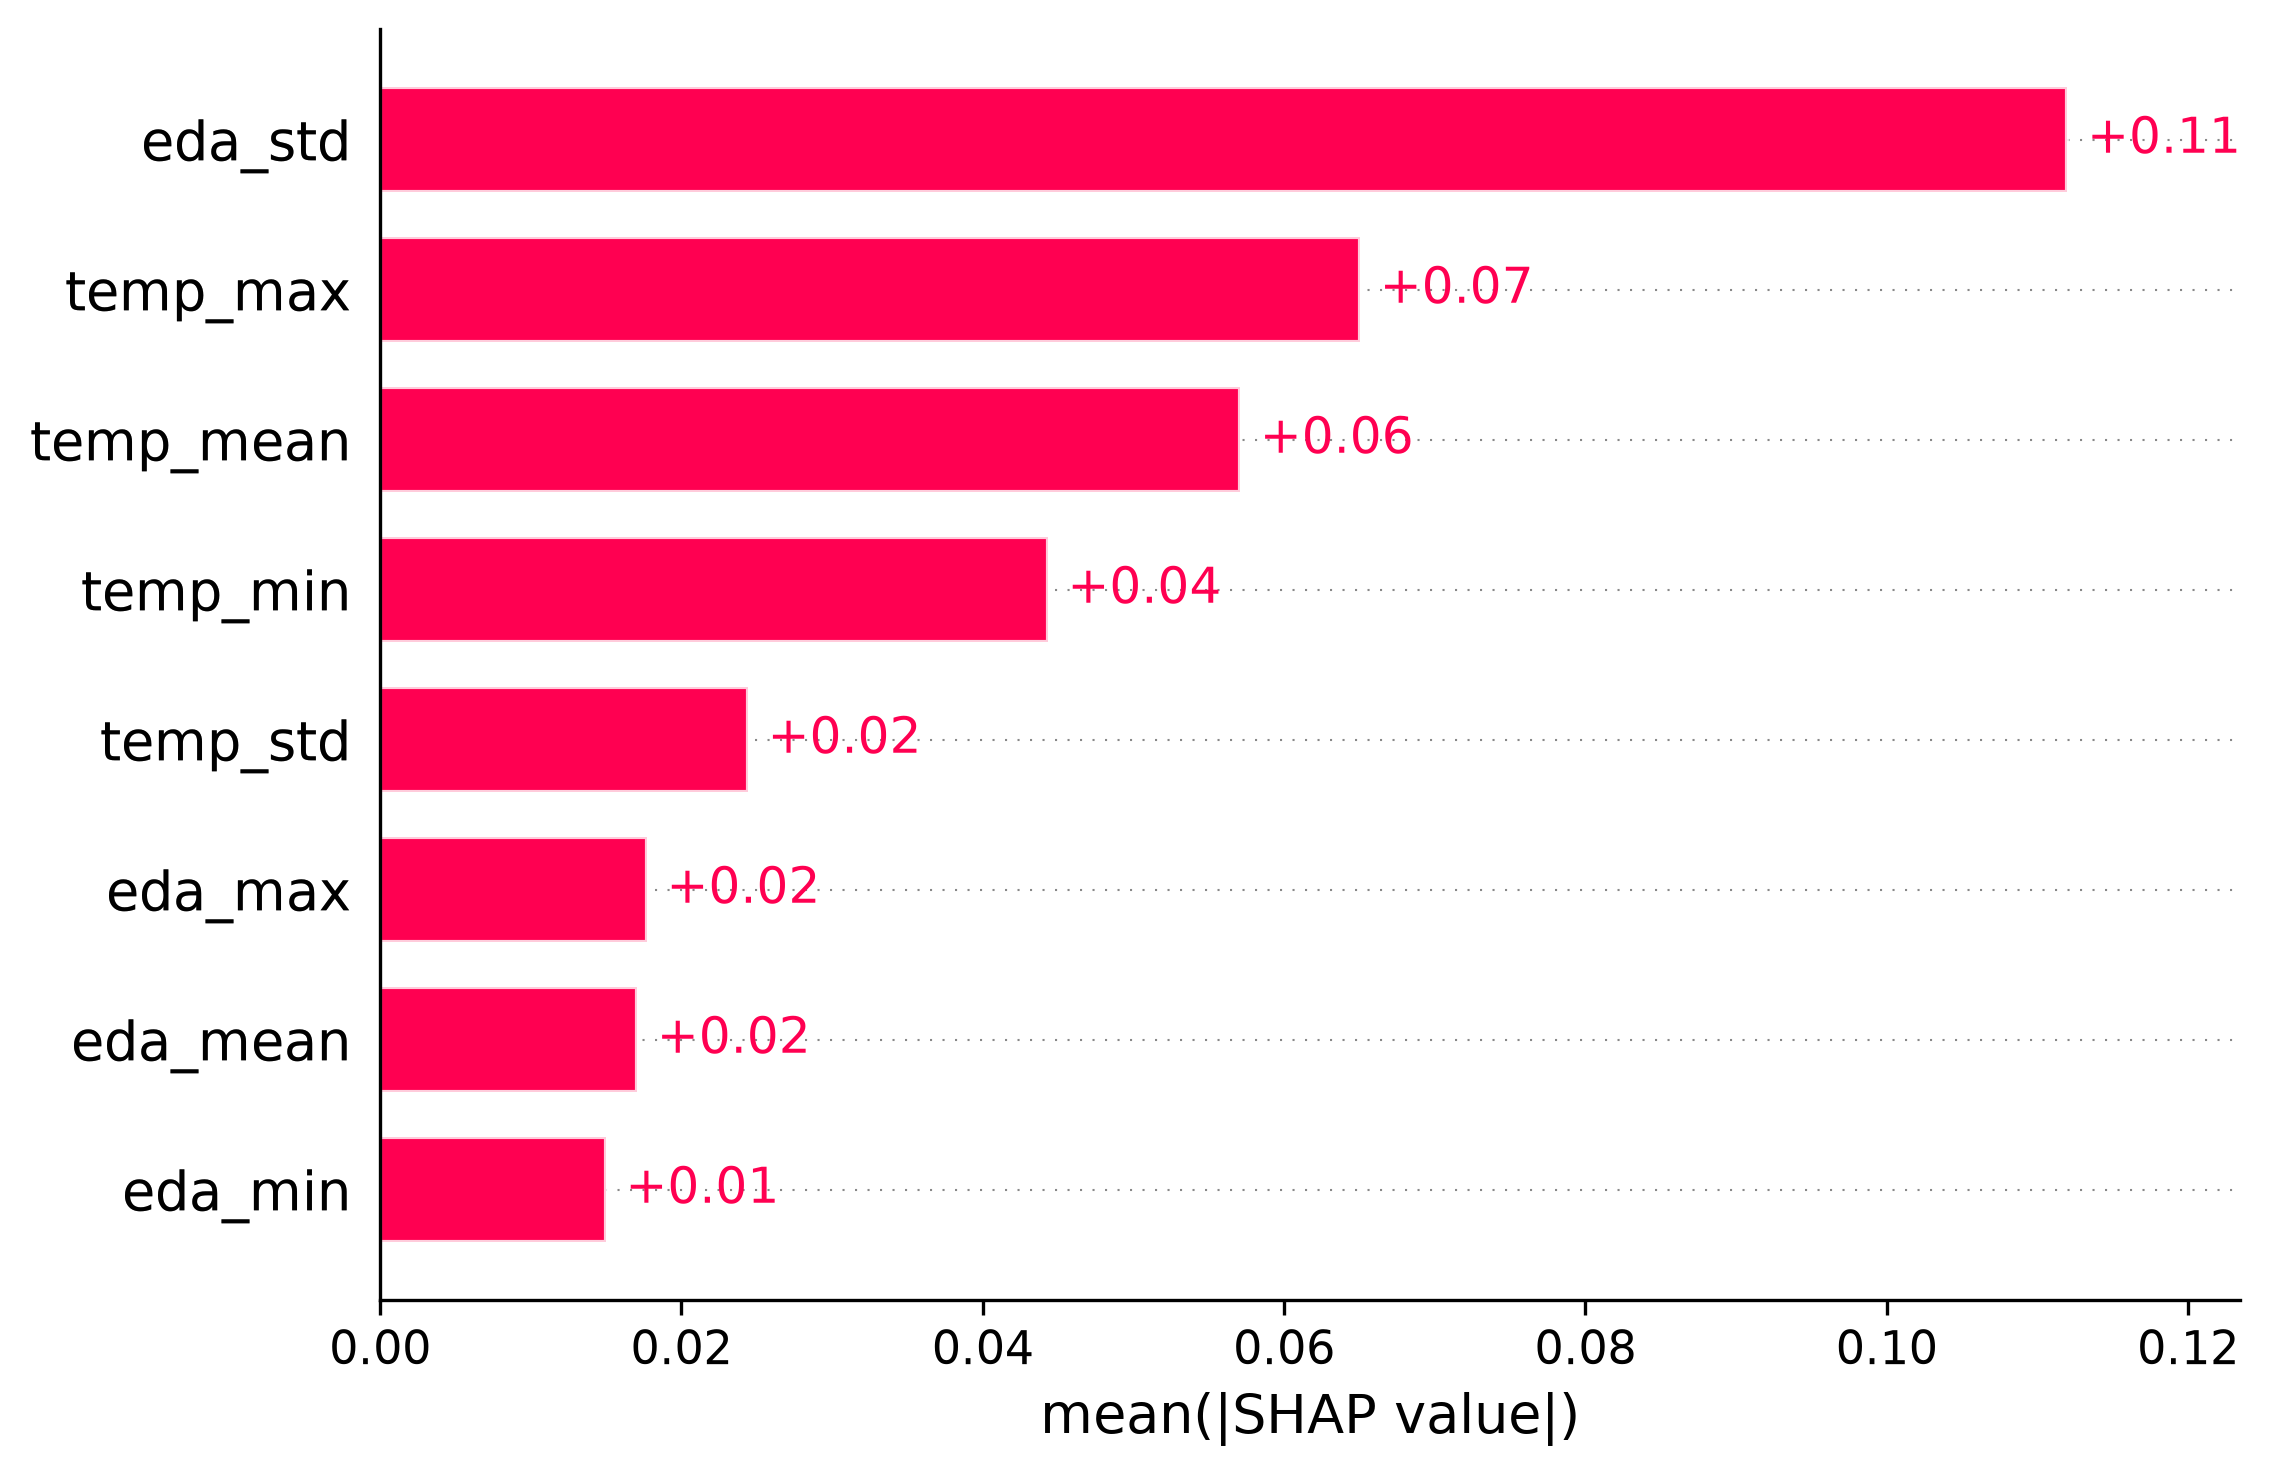 eda_std +0.11
temp_max +0.07
temp_mean +0.06
temp_min +0.04
temp_std +0.02
eda_max +0.02
eda_mean +0.02
eda_min +0.01
0.00 0.02 0.04 0.06 0.08 0.10 0.12
mean(|SHAP value|)